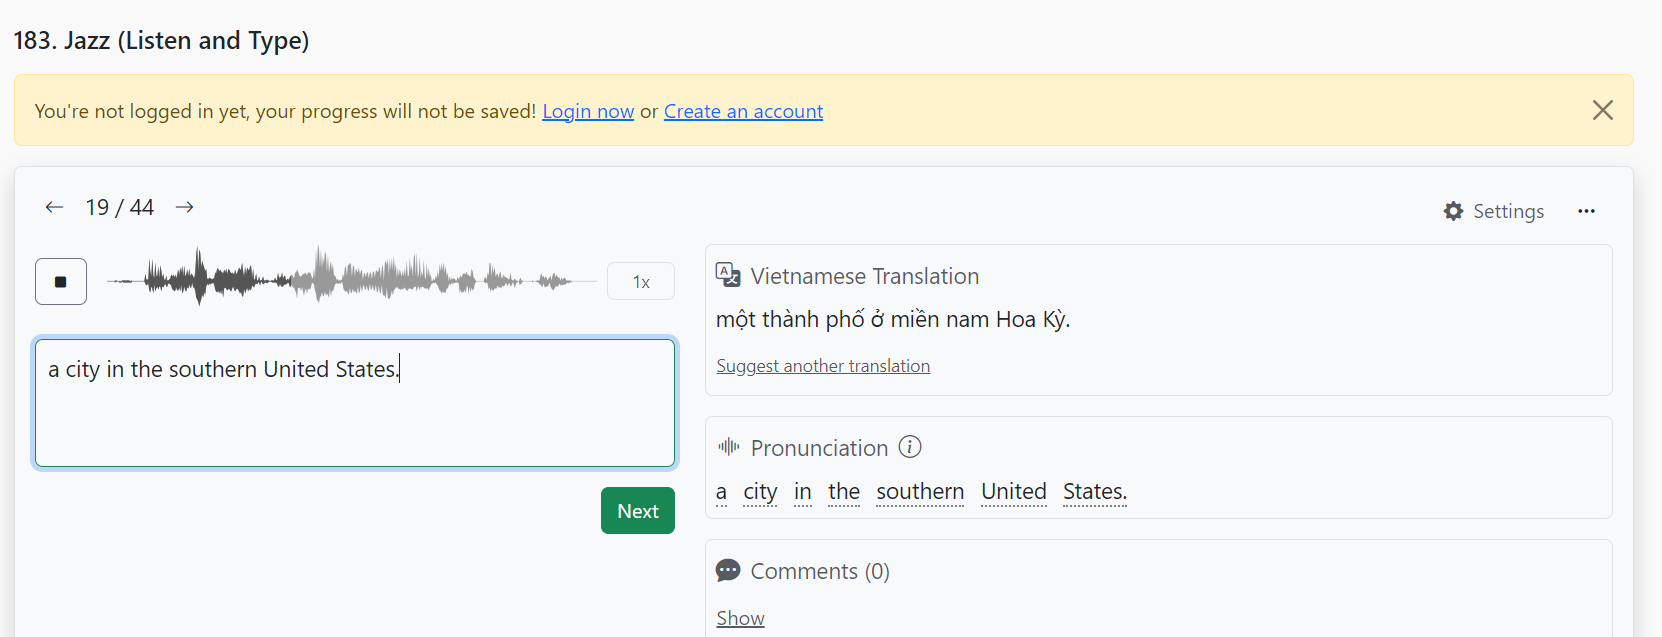 183. Jazz (Listen and Type)
You're not logged in yet, your progress will not be saved! Login now or Create an account
← 19 / 44 →
Settings ...
1x
a city in the southern United States.
Next
Vietnamese Translation
một thành phố ở miền nam Hoa Kỳ.
Suggest another translation
Pronunciation
a city in the southern United States.
Comments (0)
Show